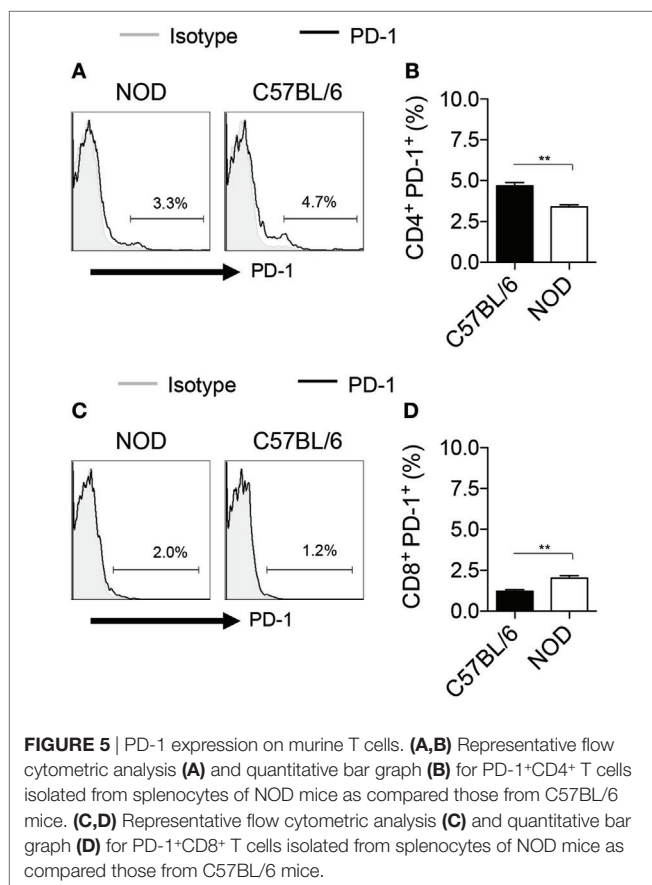 Isotype PD-1
A
NOD C57BL/6
3.3% 4.7%
PD-1
B
CD4+ PD-1+ (%)
10.0
7.5
5.0
2.5
0.0
**
C57BL/6
NOD
Isotype PD-1
C
NOD C57BL/6
2.0% 1.2%
PD-1
D
CD8+ PD-1+ (%)
10.0
7.5
5.0
2.5
0.0
**
C57BL/6
NOD
FIGURE 5 | PD-1 expression on murine T cells. (A,B) Representative flow
cytometric analysis (A) and quantitative bar graph (B) for PD-1+CD4+ T cells
isolated from splenocytes of NOD mice as compared those from C57BL/6
mice. (C,D) Representative flow cytometric analysis (C) and quantitative bar
graph (D) for PD-1+CD8+ T cells isolated from splenocytes of NOD mice as
compared those from C57BL/6 mice.